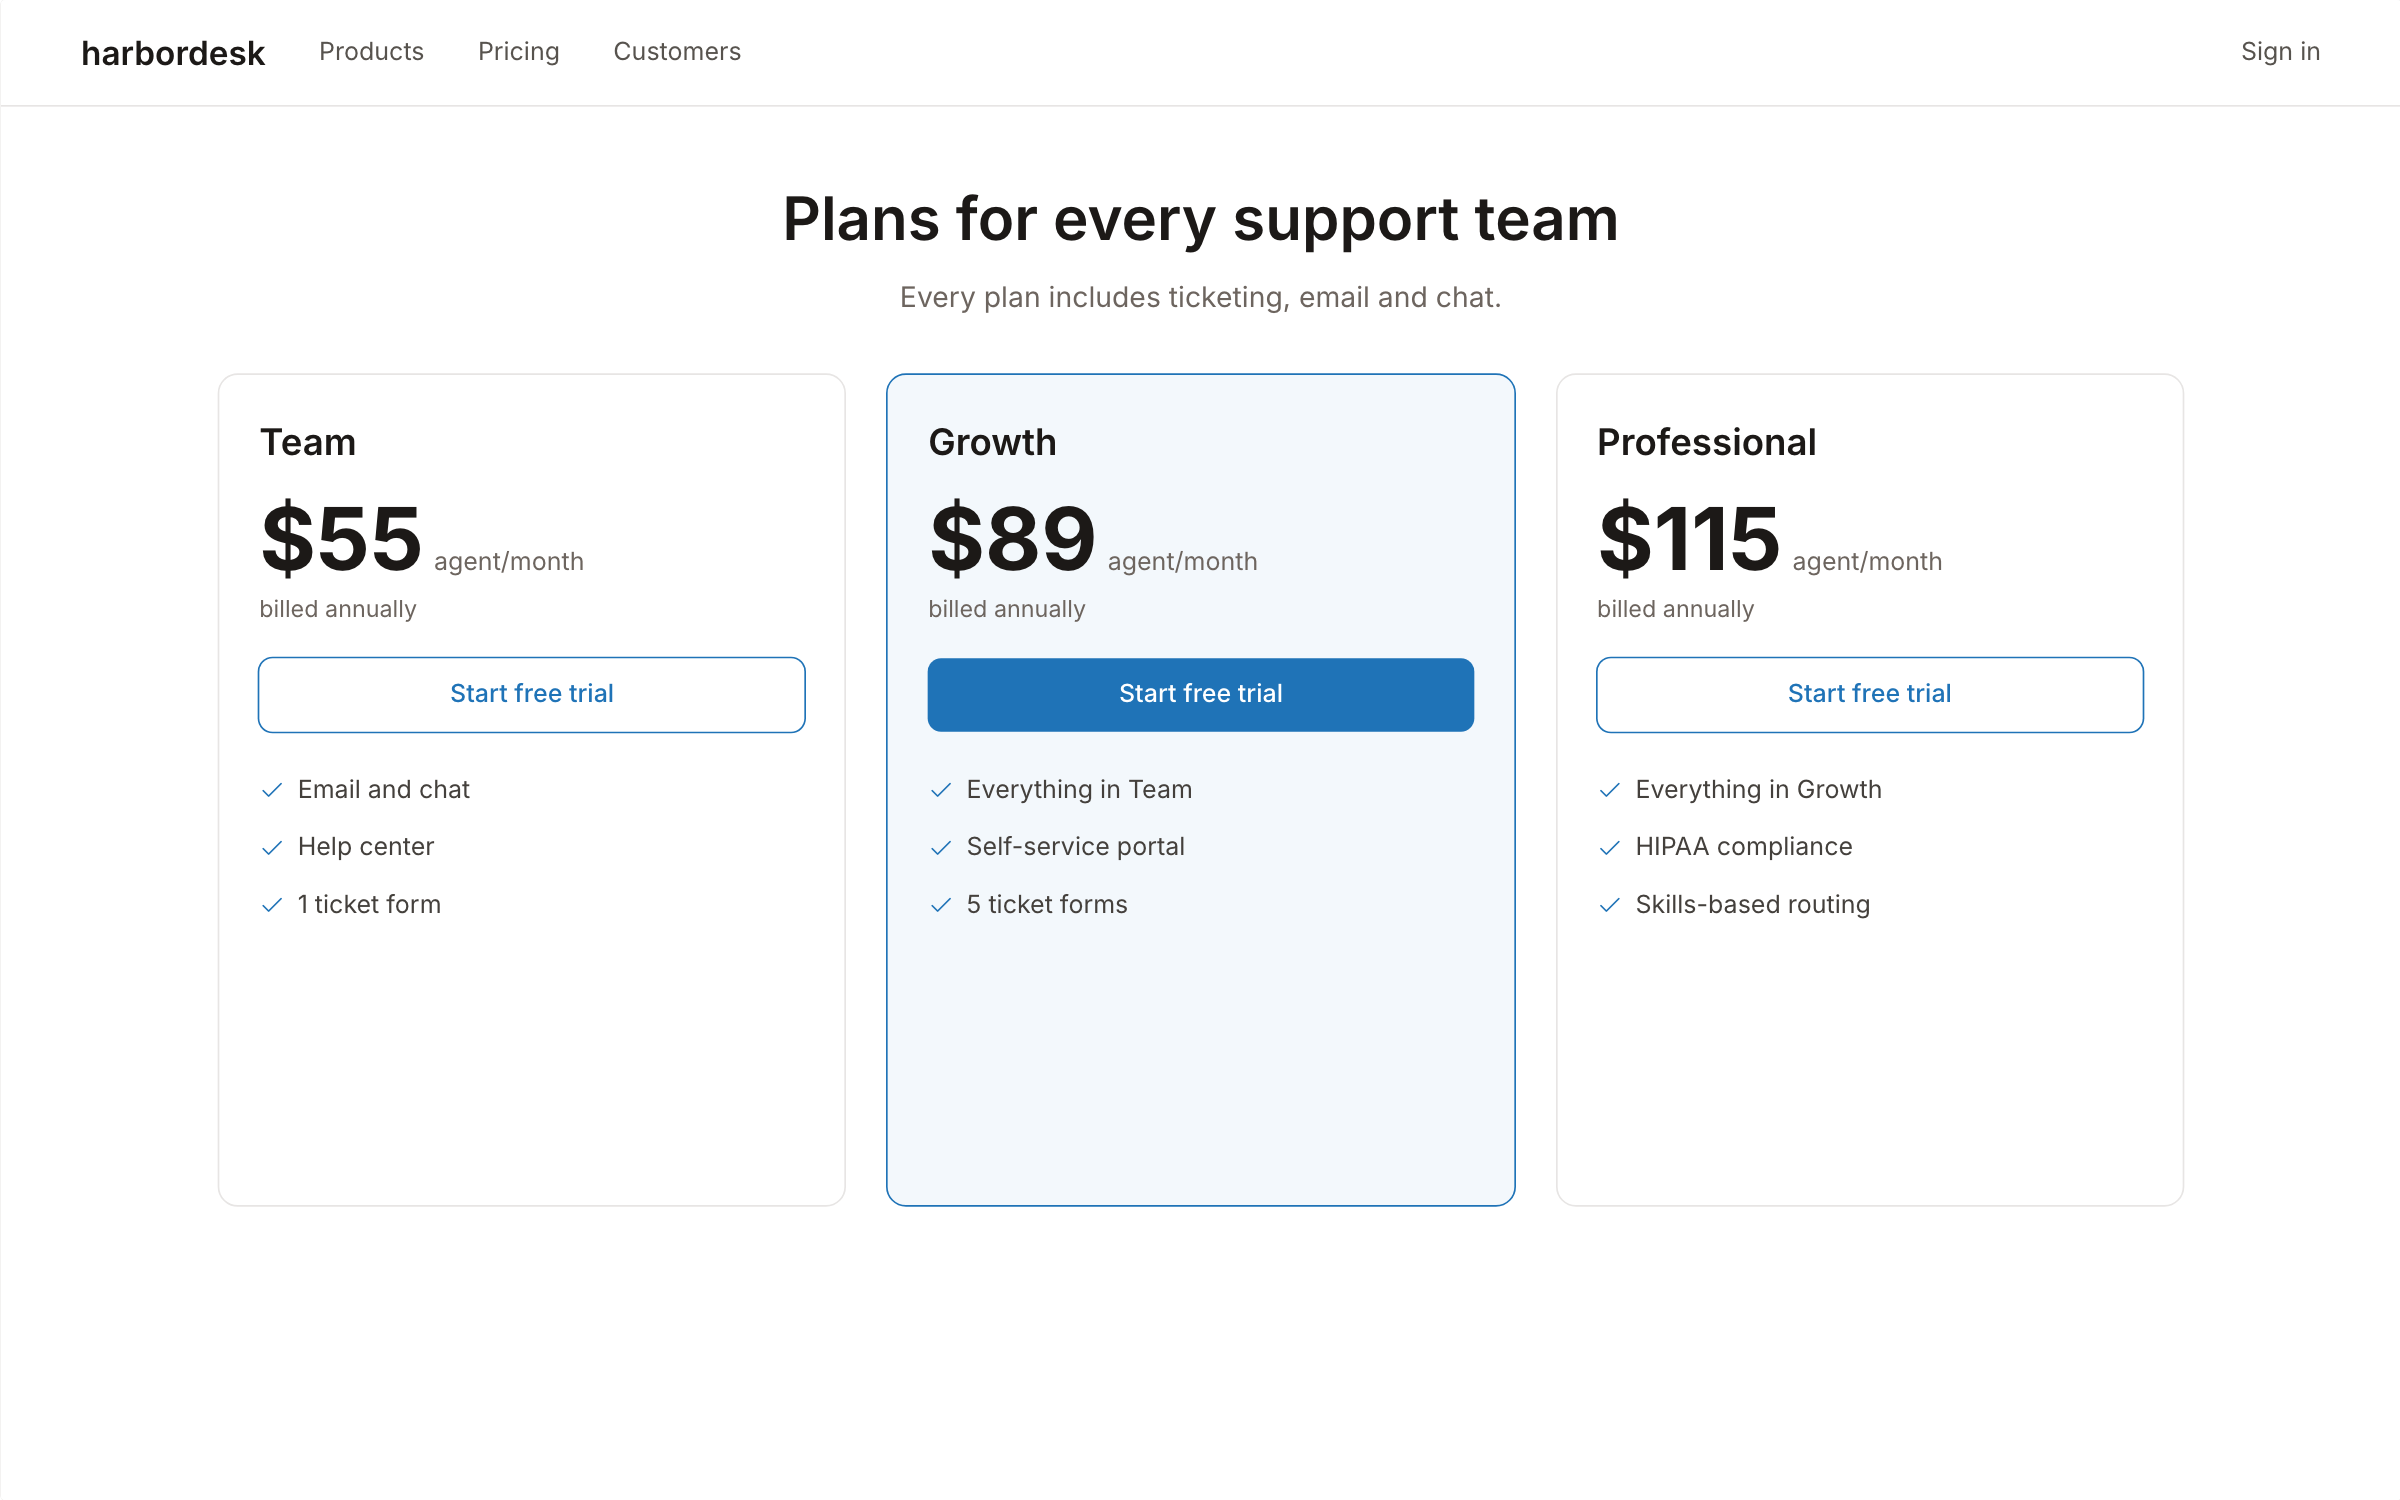 harbordesk Products Pricing Customers Sign in
Plans for every support team
Every plan includes ticketing, email and chat.
Team
$55 agent/month
billed annually
Start free trial
Email and chat
Help center
1 ticket form
Growth
$89 agent/month
billed annually
Start free trial
Everything in Team
Self-service portal
5 ticket forms
Professional
$115 agent/month
billed annually
Start free trial
Everything in Growth
HIPAA compliance
Skills-based routing